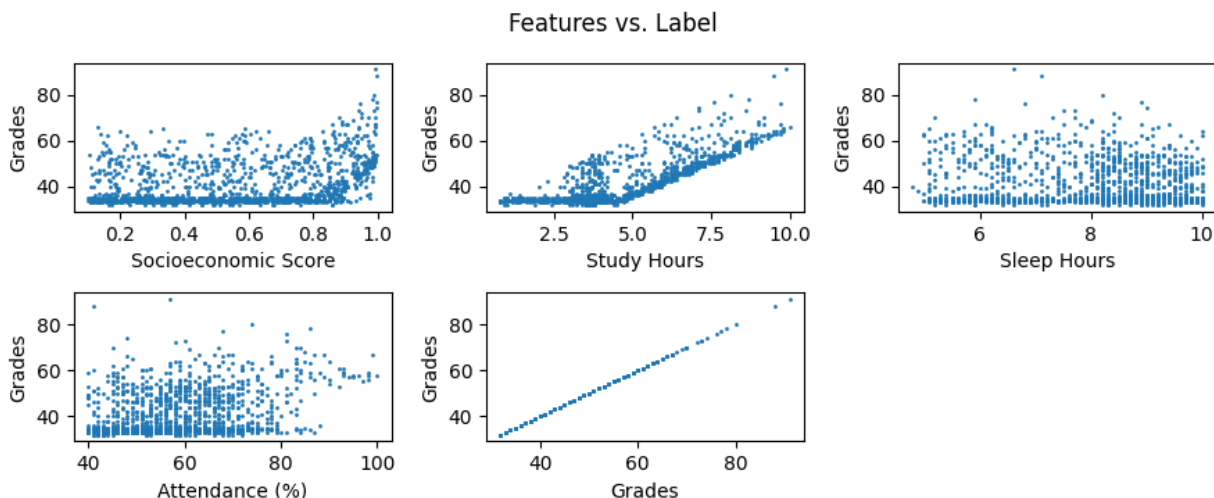 Features vs. Label
Grades
80
60
40
0.2 0.4 0.6 0.8 1.0
Socioeconomic Score
Grades
80
60
40
2.5 5.0 7.5 10.0
Study Hours
Grades
80
60
40
6 8 10
Sleep Hours
Grades
80
60
40
40 60 80 100
Attendance (%)
Grades
80
60
40
40 60 80
Grades